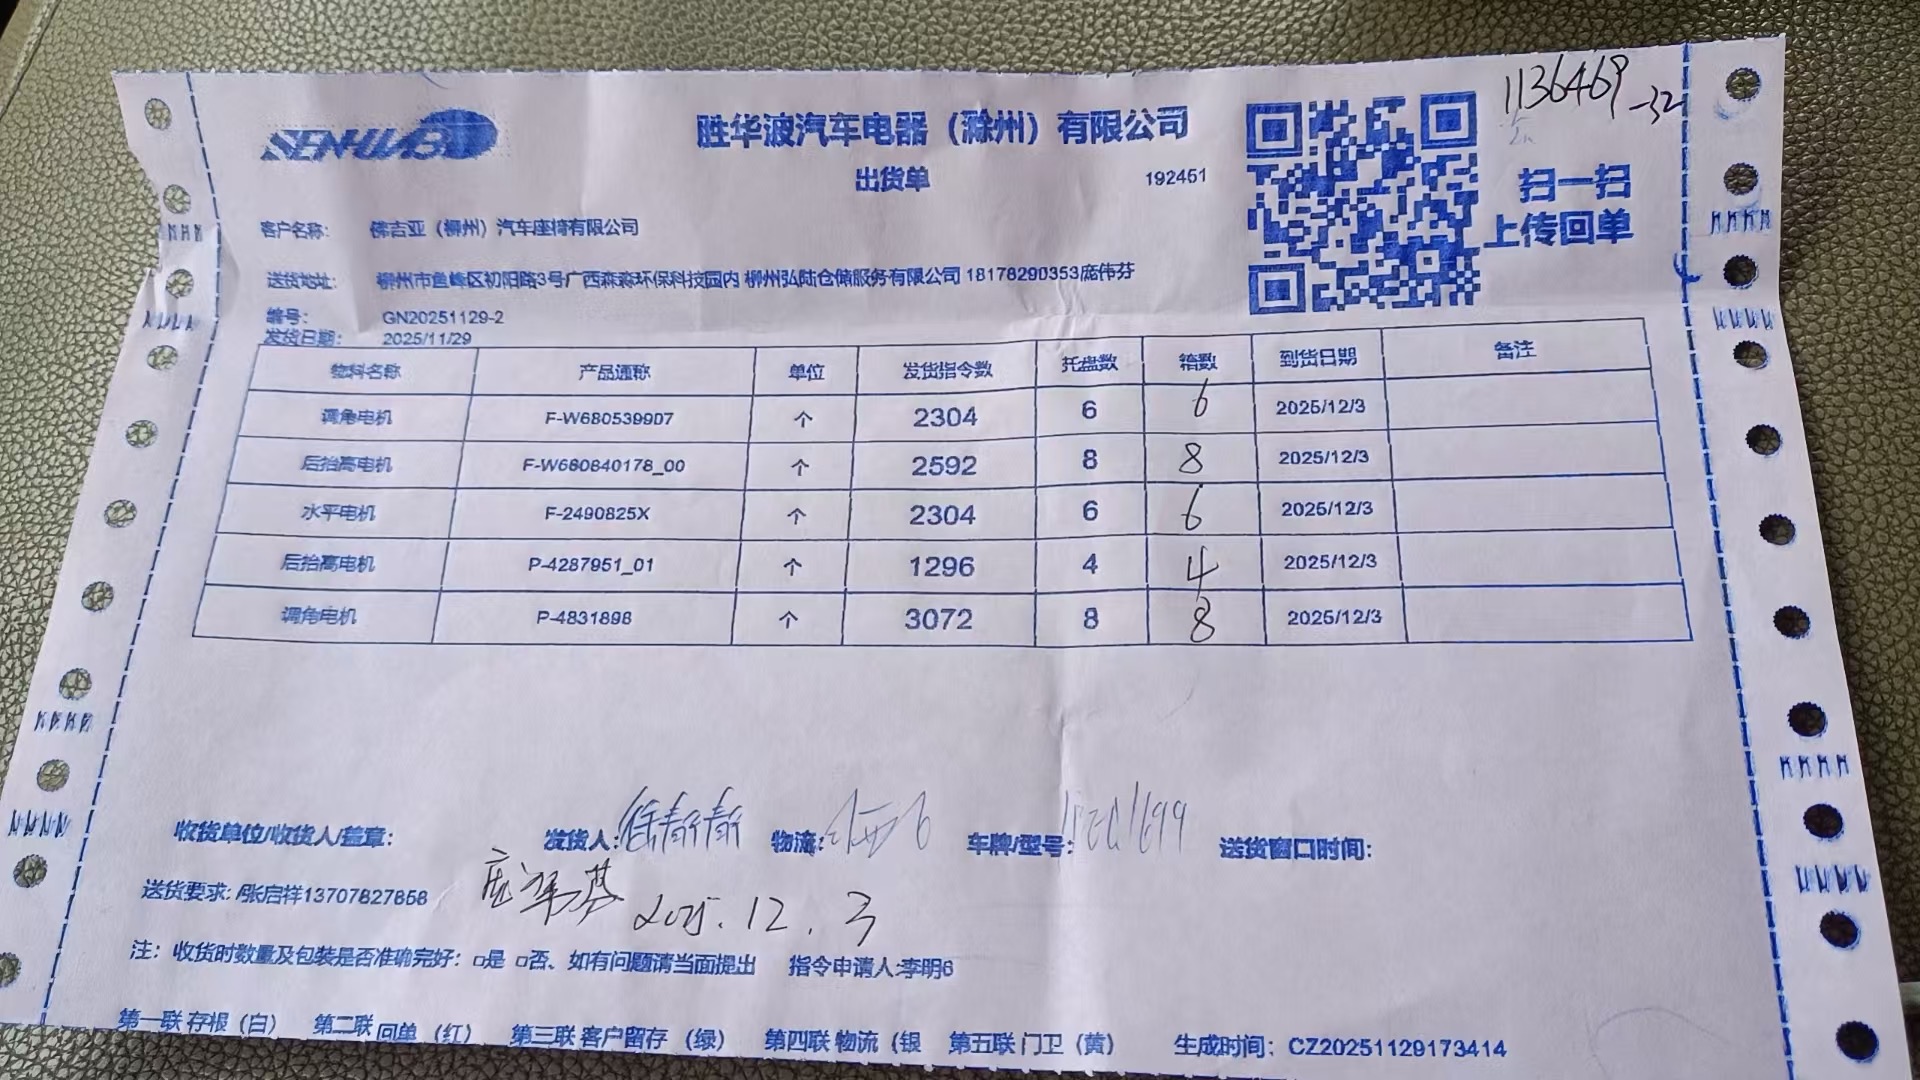 1136469-32
SENHWABO
胜华波汽车电器（滁州）有限公司
出货单
192451
扫一扫
上传回单
客户名称： 佛吉亚（柳州）汽车座椅有限公司
送货地址： 柳州市鱼峰区初阳路3号广西森淼环保科技园内 柳州弘陆仓储服务有限公司 18178290353庞伟芬
编号： GN20251129-2
发货日期： 2025/11/29
物料名称 产品通称 单位 发货指令数 托盘数 箱数 到货日期 备注
调角电机 F-W680539907 个 2304 6 6 2025/12/3
后抬高电机 F-W680840178_00 个 2592 8 8 2025/12/3
水平电机 F-2490825X 个 2304 6 6 2025/12/3
后抬高电机 P-4287951_01 个 1296 4 4 2025/12/3
调角电机 P-4831898 个 3072 8 8 2025/12/3
收货单位/收货人/盖章： 发货人：徐静静 物流： 车牌/型号： 送货窗口时间：
送货要求： 张启祥13707827858
庞伟芬 2025.12.3
注：收货时数量及包装是否准确完好：□是 □否、如有问题请当面提出 指令申请人:李明6
第一联 存根（白） 第二联 回单（红） 第三联 客户留存（绿） 第四联 物流（银 第五联 门卫（黄） 生成时间：CZ20251129173414